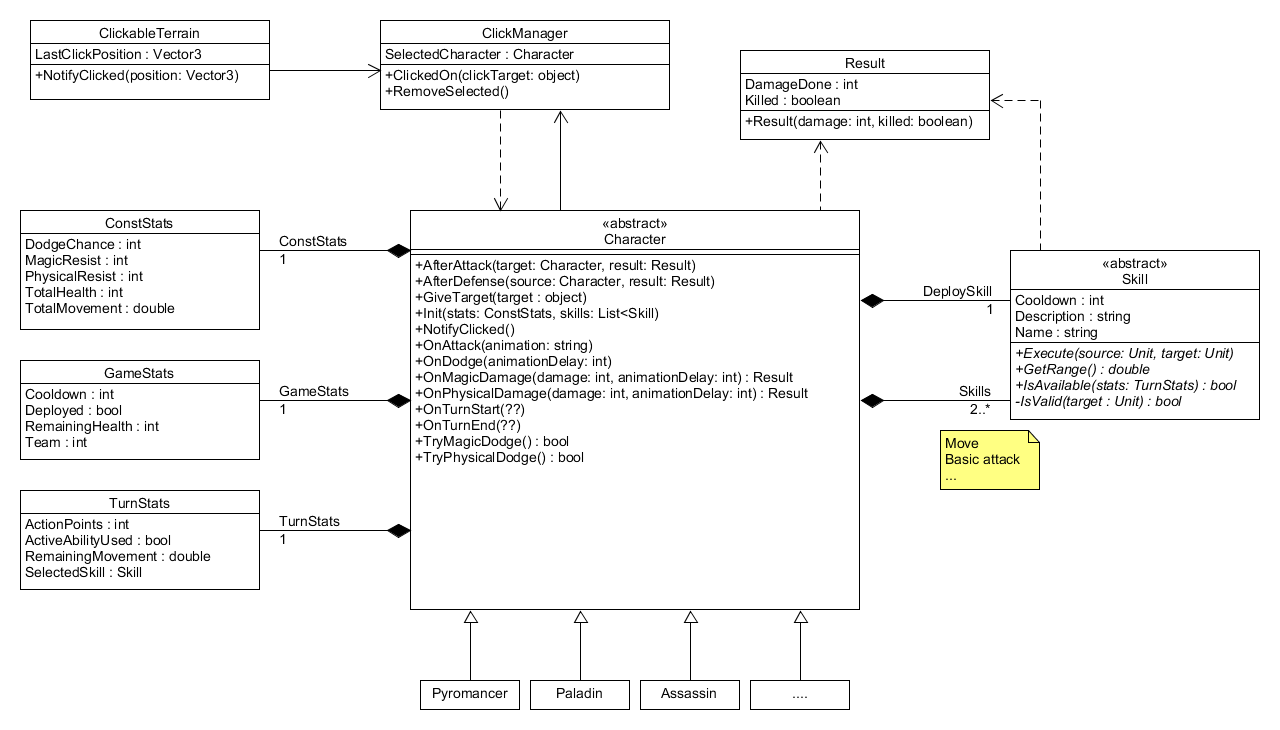 ClickableTerrain
LastClickPosition : Vector3
+NotifyClicked(position: Vector3)
ClickManager
SelectedCharacter : Character
+ClickedOn(clickTarget: object)
+RemoveSelected()
Result
DamageDone : int
Killed : boolean
+Result(damage: int, killed: boolean)
ConstStats
DodgeChance : int
MagicResist : int
PhysicalResist : int
TotalHealth : int
TotalMovement : double
ConstStats
1
GameStats
Cooldown : int
Deployed : bool
RemainingHealth : int
Team : int
GameStats
1
TurnStats
ActionPoints : int
ActiveAbilityUsed : bool
RemainingMovement : double
SelectedSkill : Skill
TurnStats
1
«abstract»
Character
+AfterAttack(target: Character, result: Result)
+AfterDefense(source: Character, result: Result)
+GiveTarget(target : object)
+Init(stats: ConstStats, skills: List<Skill)
+NotifyClicked()
+OnAttack(animation: string)
+OnDodge(animationDelay: int)
+OnMagicDamage(damage: int, animationDelay: int) : Result
+OnPhysicalDamage(damage: int, animationDelay: int) : Result
+OnTurnStart(??)
+OnTurnEnd(??)
+TryMagicDodge() : bool
+TryPhysicalDodge() : bool
DeploySkill
1
Skills
2..*
«abstract»
Skill
Cooldown : int
Description : string
Name : string
+Execute(source: Unit, target: Unit)
+GetRange() : double
+IsAvailable(stats: TurnStats) : bool
-IsValid(target : Unit) : bool
Move
Basic attack
...
Pyromancer
Paladin
Assassin
....